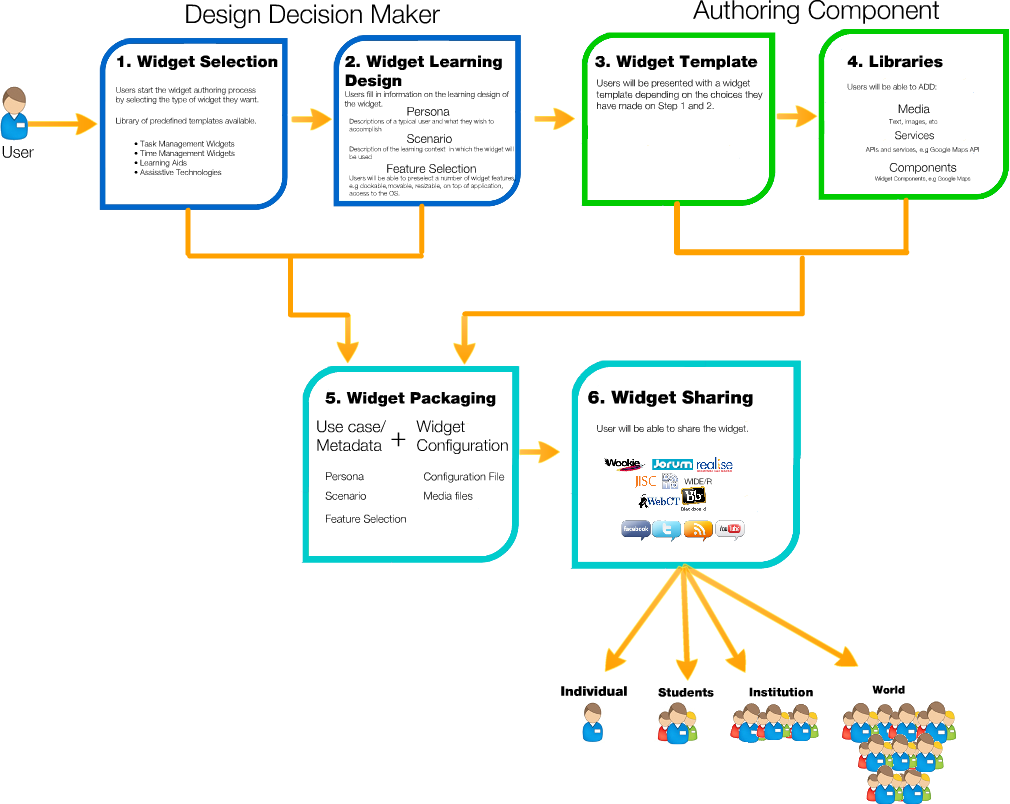 Design Decision Maker
Authoring Component
User
1. Widget Selection
Users start the widget authoring process
by selecting the type of widget they want.
Library of predefined templates available.
• Task Management Widgets
• Time Management Widgets
• Learning Aids
• Assisstive Technologies
2. Widget Learning
Design
Users fill in information on the learning design of
the widget.
Persona
Descriptions of a typical user and what they wish to
accomplish
Scenario
Description of the learning context in which the widget will
be used
Feature Selection
Users will be able to preselect a number of widget features,
e.g dockable,movable, resizable, on top of application,
access to the OS.
3. Widget Template
Users will be presented with a widget
template depending on the choices they
have made on Step 1 and 2.
4. Libraries
Users will be able to ADD:
Media
Text, Images, etc
Services
APIs and services, e.g Google Maps API
Components
Widget Components, e.g Google Maps
5. Widget Packaging
Use case/
Metadata
+
Widget
Configuration
Persona
Configuration File
Scenario
Media files
Feature Selection
6. Widget Sharing
User will be able to share the widget.
Wookie Jorum realise
JISC WIDE/R
WebCT Bb
Blackboard
facebook t YouTube
Individual
Students
Institution
World